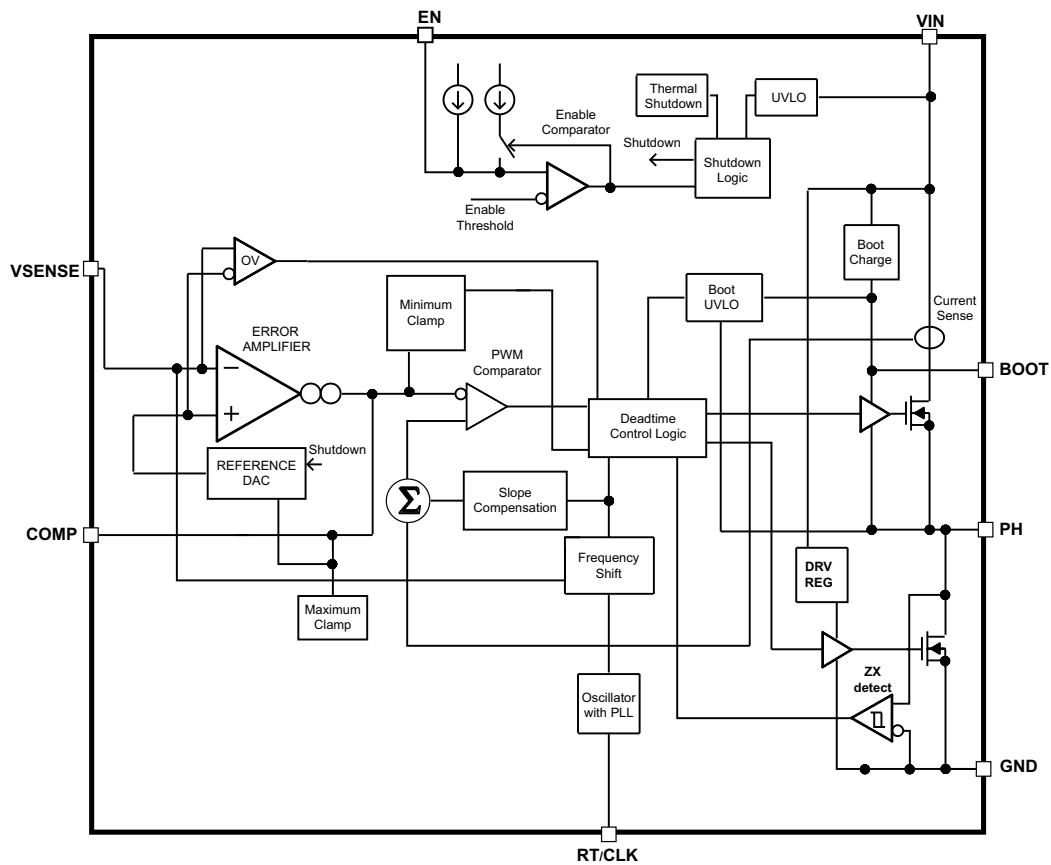 EN
VIN
Thermal
Shutdown
UVLO
Enable
Comparator
Shutdown
Shutdown
Logic
Enable
Threshold
VSENSE
OV
Boot
Charge
Minimum
Clamp
Boot
UVLO
Current
Sense
ERROR
AMPLIFIER
PWM
Comparator
BOOT
−
+
Deadtime
Control Logic
Shutdown
REFERENCE
DAC
Σ
Slope
Compensation
COMP
PH
Frequency
Shift
DRV
REG
Maximum
Clamp
ZX
detect
Oscillator
with PLL
GND
RT/CLK